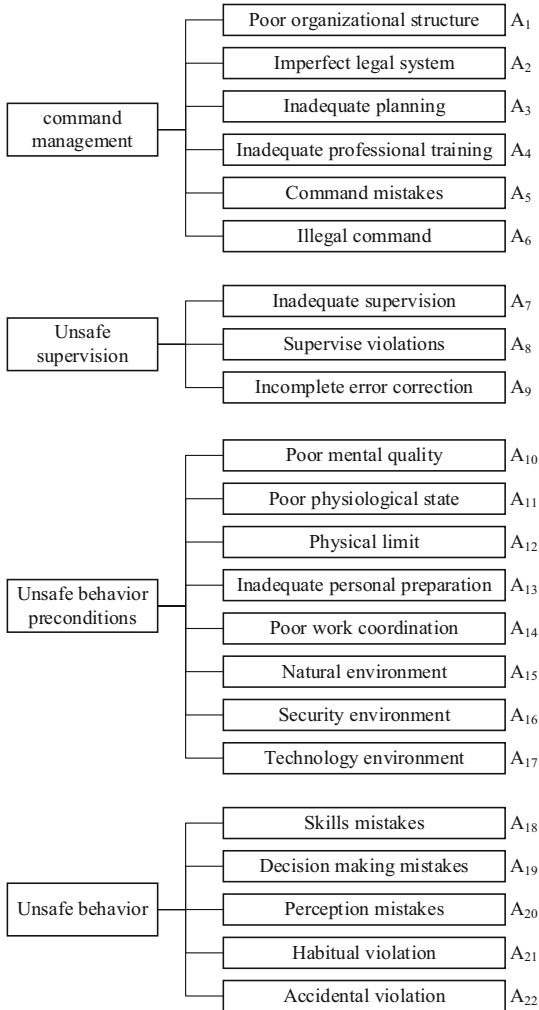 command
management
Poor organizational structure A₁
Imperfect legal system A₂
Inadequate planning A₃
Inadequate professional training A₄
Command mistakes A₅
Illegal command A₆
Unsafe
supervision
Inadequate supervision A₇
Supervise violations A₈
Incomplete error correction A₉
Unsafe behavior
preconditions
Poor mental quality A₁₀
Poor physiological state A₁₁
Physical limit A₁₂
Inadequate personal preparation A₁₃
Poor work coordination A₁₄
Natural environment A₁₅
Security environment A₁₆
Technology environment A₁₇
Unsafe behavior
Skills mistakes A₁₈
Decision making mistakes A₁₉
Perception mistakes A₂₀
Habitual violation A₂₁
Accidental violation A₂₂